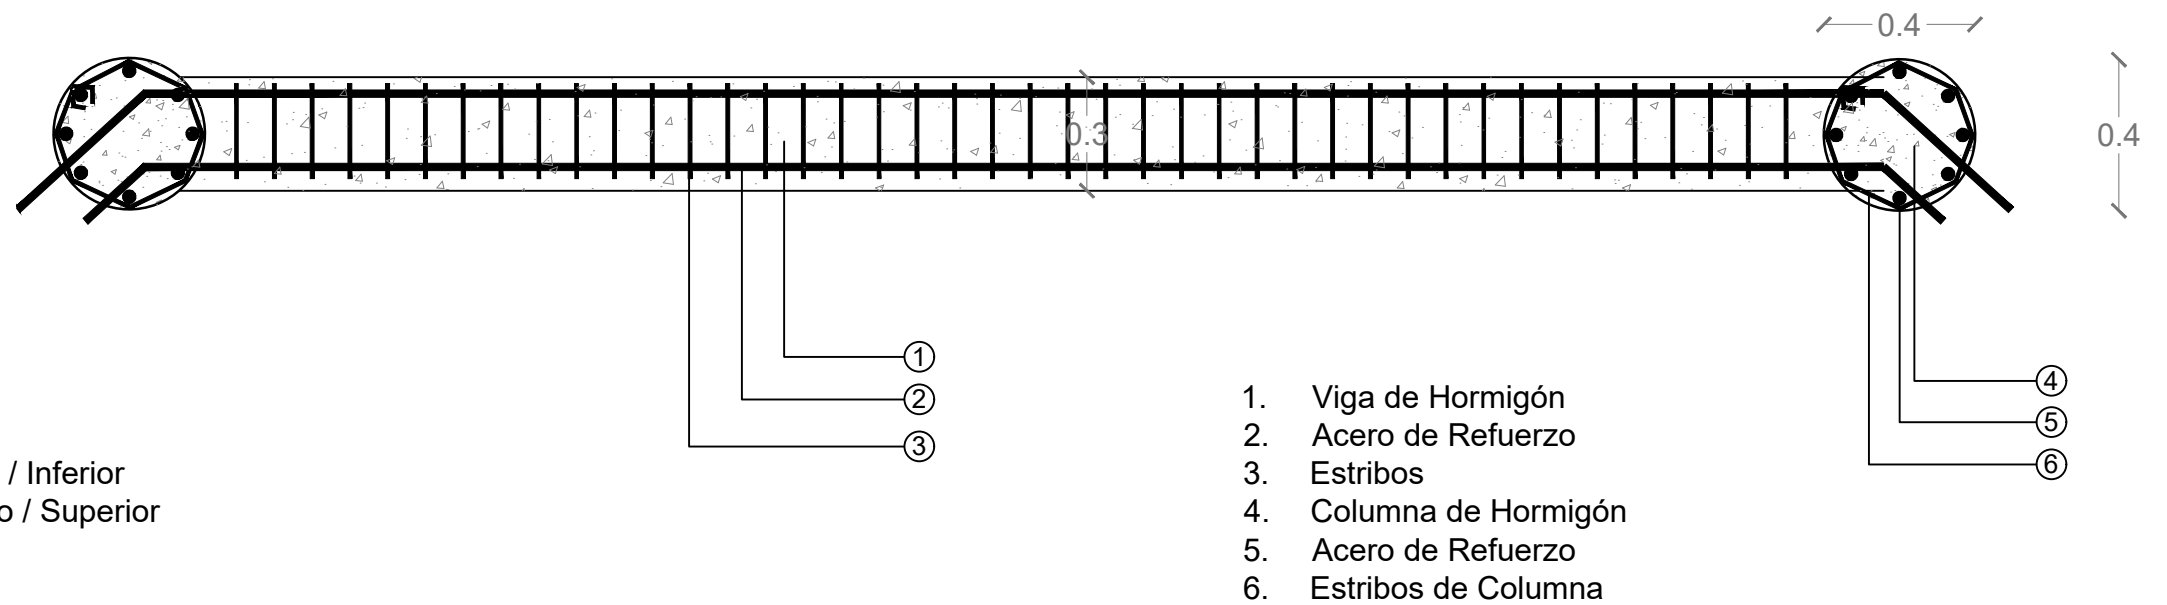 0.4
0.3
0.4
1
2
3
4
5
6
/ Inferior
o / Superior
1. Viga de Hormigón
2. Acero de Refuerzo
3. Estribos
4. Columna de Hormigón
5. Acero de Refuerzo
6. Estribos de Columna